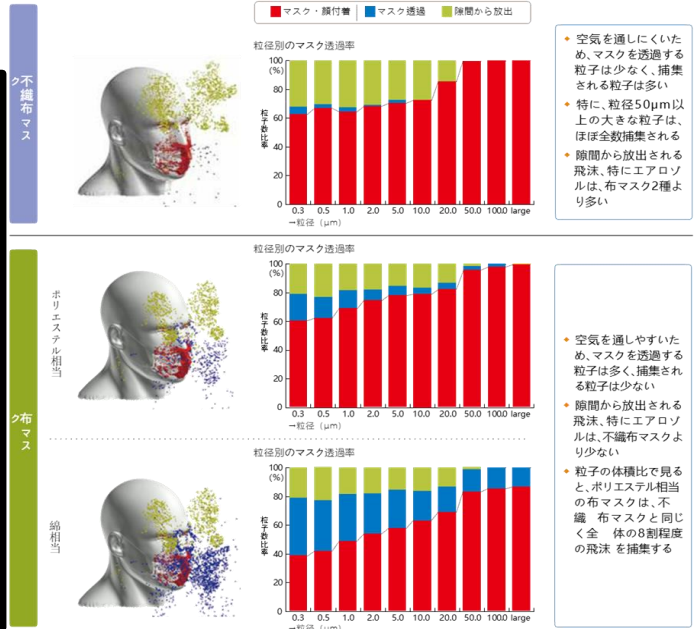 マスク・顔付着
マスク透過
隙間から放出
不織布マスク
粒径別のマスク透過率
100
(%)
80
60
40
20
0
粒子数比率
0.3 0.5 1.0 2.0 5.0 10.0 20.0 50.0 100.0 large
→粒径（μm）
空気を通しにくいた
め、マスクを透過する
粒子は少なく、捕集
される粒子は多い
特に、粒径50μm以
上の大きな粒子は、
ほぼ全数捕集される
隙間から放出される
飛沫、特にエアロゾ
ルは、布マスク2種よ
り多い
布マスク
ポリエステル相当
粒径別のマスク透過率
100
(%)
80
60
40
20
0
粒子数比率
0.3 0.5 1.0 2.0 5.0 10.0 20.0 50.0 100.0 large
→粒径（μm）
綿相当
粒径別のマスク透過率
100
(%)
80
60
40
20
0
粒子数比率
0.3 0.5 1.0 2.0 5.0 10.0 20.0 50.0 100.0 large
→粒径（μm）
空気を通しやすいた
め、マスクを透過する
粒子は多く、捕集され
る粒子は少ない
隙間から放出される
飛沫、特にエアロゾ
ルは、不織布マスクよ
り少ない
粒子の体積比で見る
と、ポリエステル相当
の布マスクは、不
織 布マスクと同じ
く全 体の8割程度
の飛沫 を捕集する